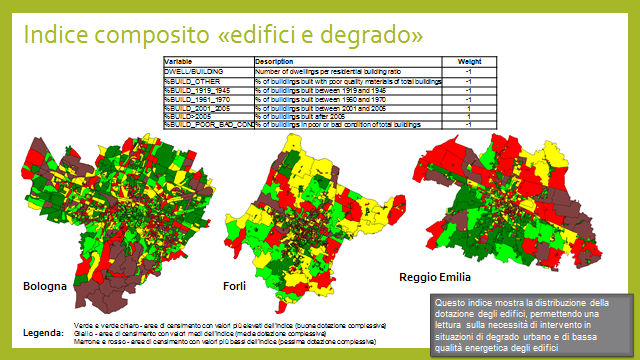 Indice composito «edifici e degrado»
Variable Description Weight
DWELL/BUILDING Number of dwellings per residential building ratio -1
%BUILD_OTHER % of buildings built with poor quality materials of total buildings -1
%BUILD_1919_1945 % of buildings built between 1919 and 1945 -1
%BUILD_1961_1970 % of buildings built between 1960 and 1970 -1
%BUILD_2001_2005 % of buildings built between 2001 and 2005 1
%BUILD>2005 % of buildings built after 2005 1
%BUILD_POOR_BAD_COND % of buildings in poor or bad condition of total buildings -1
Bologna
Forlì
Reggio Emilia
Legenda:
Verde e verde chiaro - aree di censimento con valori più elevati dell'indice (buona dotazione complessive)
Giallo - aree di censimento con valori medi dell'indice (media dotazione complessive)
Marrone e rosso - aree di censimento con valori più bassi dell'indice (pessima dotazione complessive)
Questo indice mostra la distribuzione della
dotazione degli edifici, permettendo una
lettura sulla necessità di intervento in
situazioni di degrado urbano e di bassa
qualità energetica degli edifici